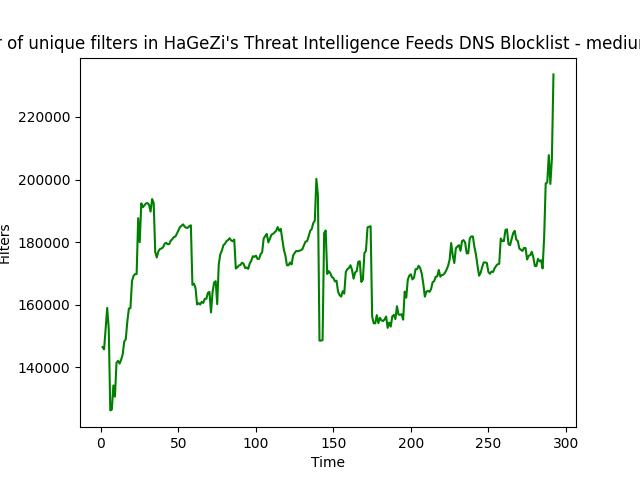 r of unique filters in HaGeZi's Threat Intelligence Feeds DNS Blocklist - mediu
Filters
220000
200000
180000
160000
140000
0 50 100 150 200 250 300
Time